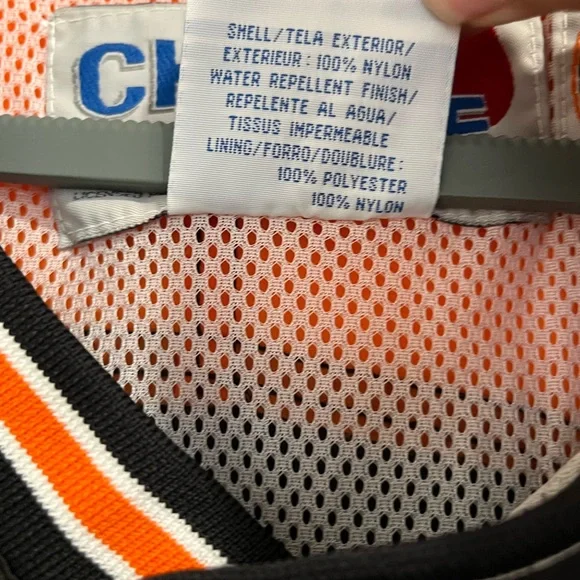 SHELL/TELA EXTERIOR/
EXTERIEUR: 100% NYLON
WATER REPELLENT FINISH/
REPELENTE AL AGUA/
TISSUS IMPERMEABLE
LINING/FORRO/DOUBLURE:
100% POLYESTER
100% NYLON